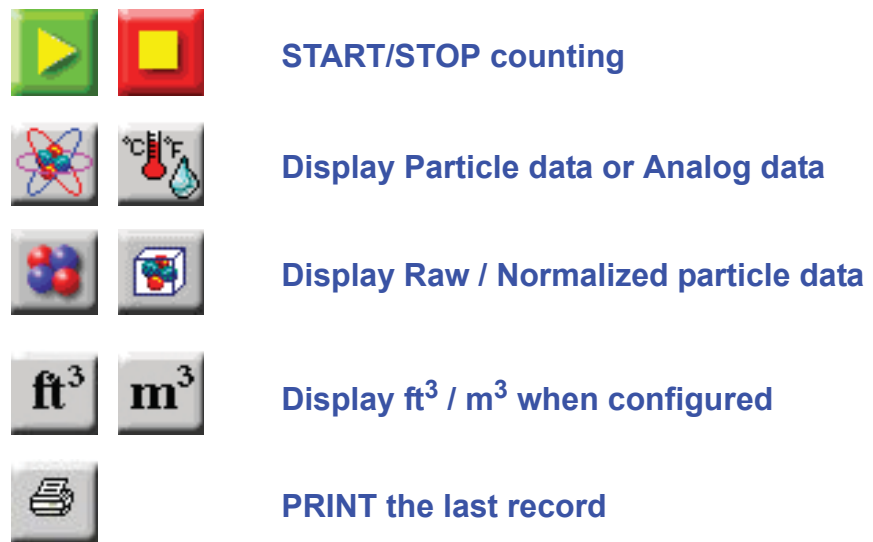 START/STOP counting
°C °F
Display Particle data or Analog data
Display Raw / Normalized particle data
ft³ m³
Display ft³ / m³ when configured
PRINT the last record